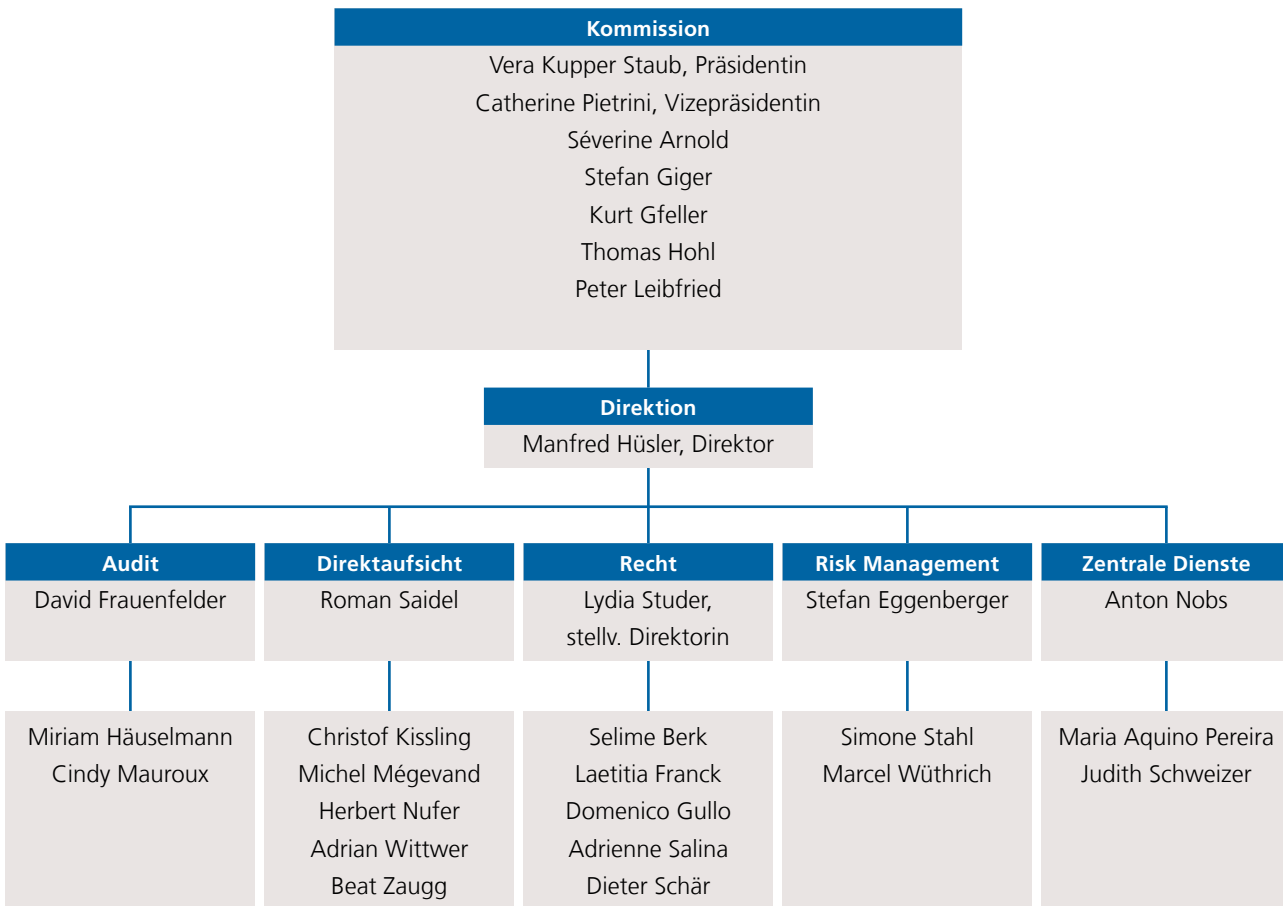 Kommission
Vera Kupper Staub, Präsidentin
Catherine Pietrini, Vizepräsidentin
Séverine Arnold
Stefan Giger
Kurt Gfeller
Thomas Hohl
Peter Leibfried
Direktion
Manfred Hüsler, Direktor
Audit
David Frauenfelder
Miriam Häuselmann
Cindy Mauroux
Direktaufsicht
Roman Saidel
Christof Kissling
Michel Mégevand
Herbert Nufer
Adrian Wittwer
Beat Zaugg
Recht
Lydia Studer,
stellv. Direktorin
Selime Berk
Laetitia Franck
Domenico Gullo
Adrienne Salina
Dieter Schär
Risk Management
Stefan Eggenberger
Simone Stahl
Marcel Wüthrich
Zentrale Dienste
Anton Nobs
Maria Aquino Pereira
Judith Schweizer